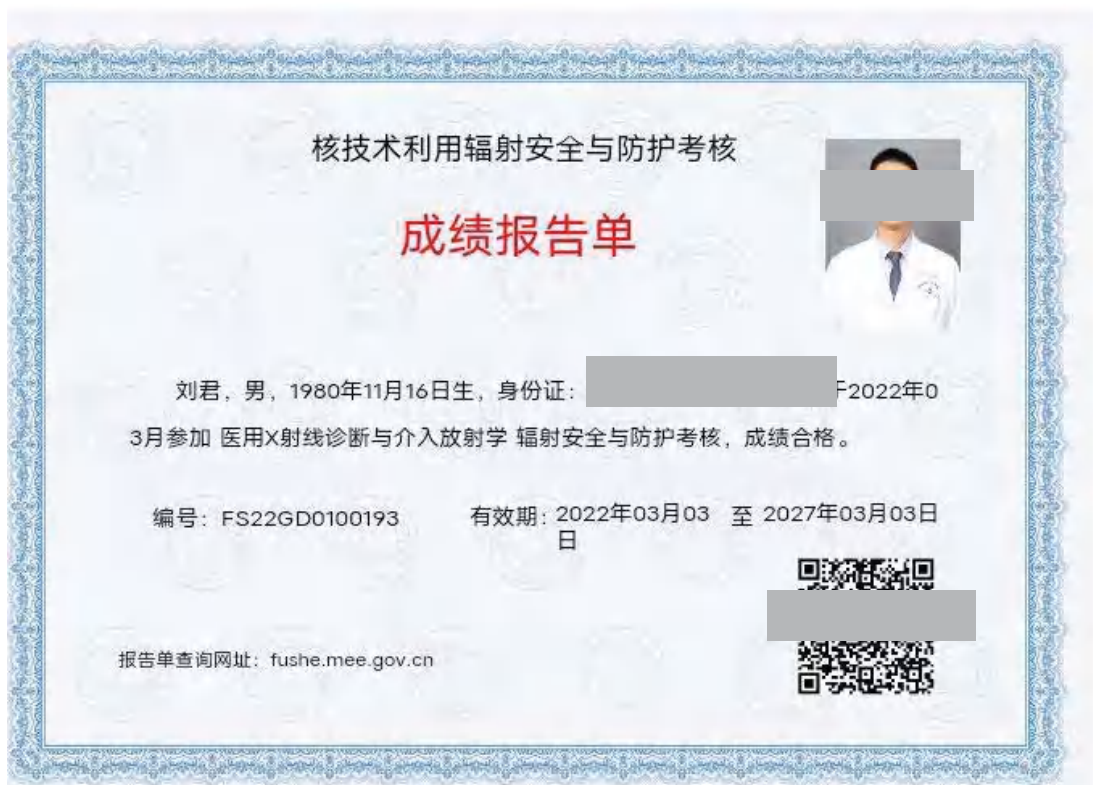 核技术利用辐射安全与防护考核
成绩报告单
刘君，男，1980年11月16日生，身份证： 于2022年0
3月参加 医用X射线诊断与介入放射学 辐射安全与防护考核，成绩合格。
编号：FS22GD0100193 有效期：2022年03月03日 至 2027年03月03日
报告单查询网址：fushe.mee.gov.cn